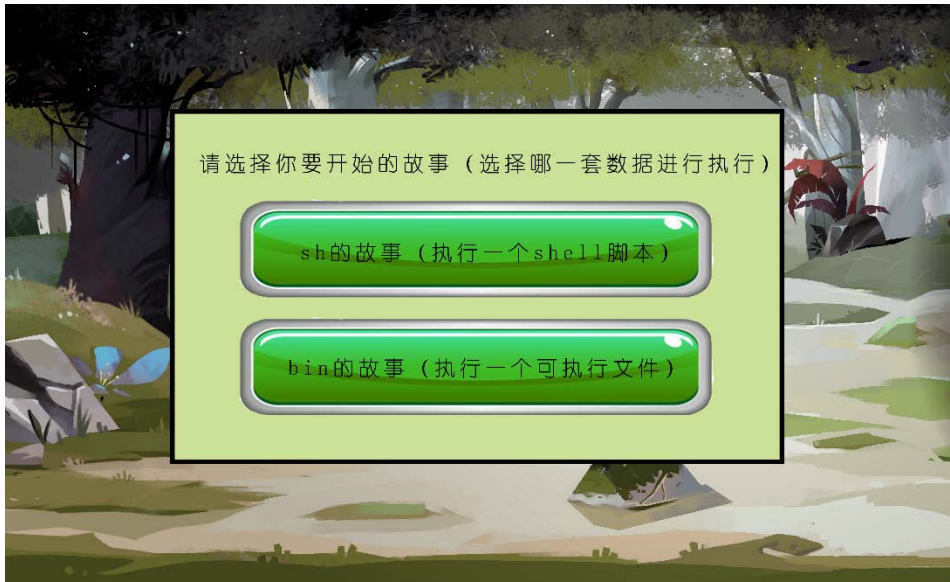 请选择你要开始的故事（选择哪一套数据进行执行）
sh的故事（执行一个shell脚本）
bin的故事（执行一个可执行文件）